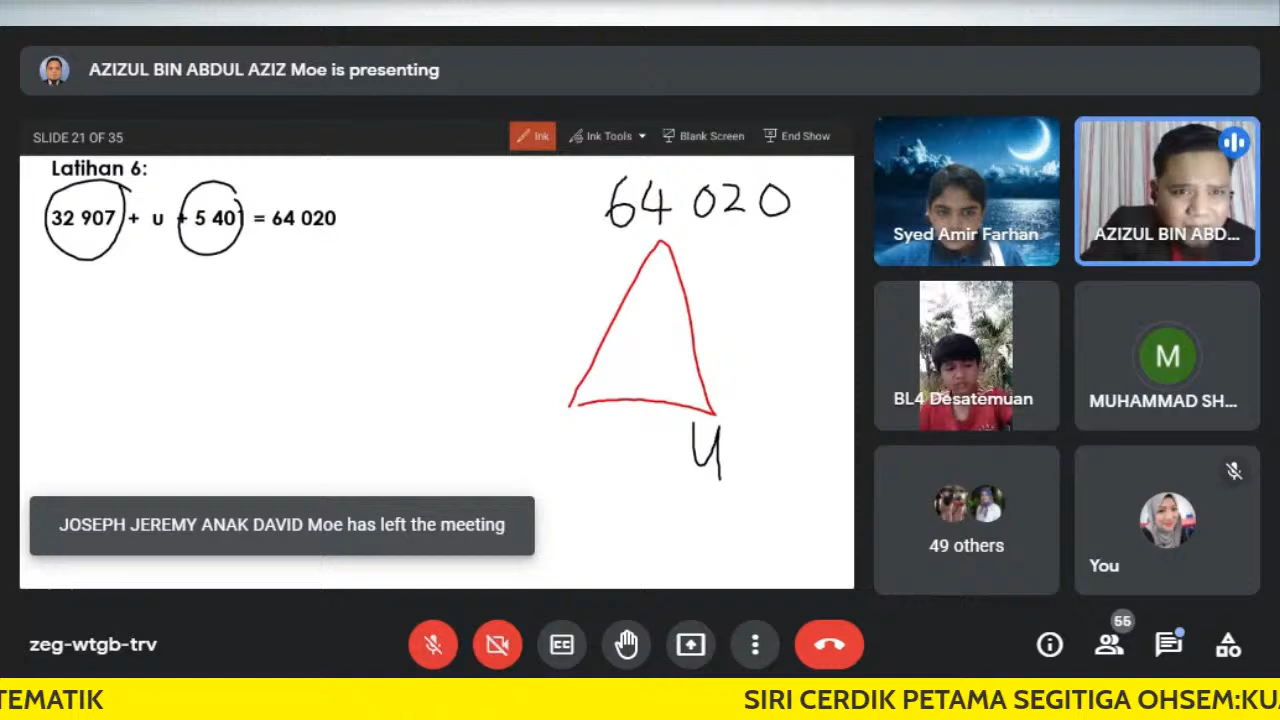 AZIZUL BIN ABDUL AZIZ Moe is presenting
SLIDE 21 OF 35
Ink
Ink Tools
Blank Screen
End Show
Latihan 6:
32 907 + u + 5 401 = 64 020
64 020
u
JOSEPH JEREMY ANAK DAVID Moe has left the meeting
Syed Amir Farhan
AZIZUL BIN ABD...
BL4 Desatemuan
M
MUHAMMAD SH...
49 others
You
zeg-wtgb-trv
CC
55
TEMATIK
SIRI CERDIK PETAMA SEGITIGA OHSEM:KUA